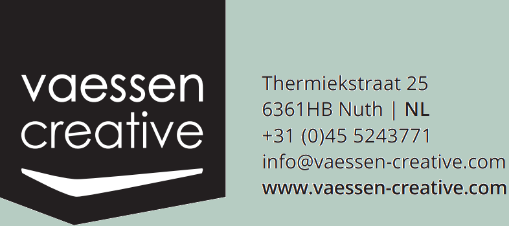 vaessen
creative
Thermiekstraat 25
6361HB Nuth | NL
+31 (0)45 5243771
info@vaessen-creative.com
www.vaessen-creative.com